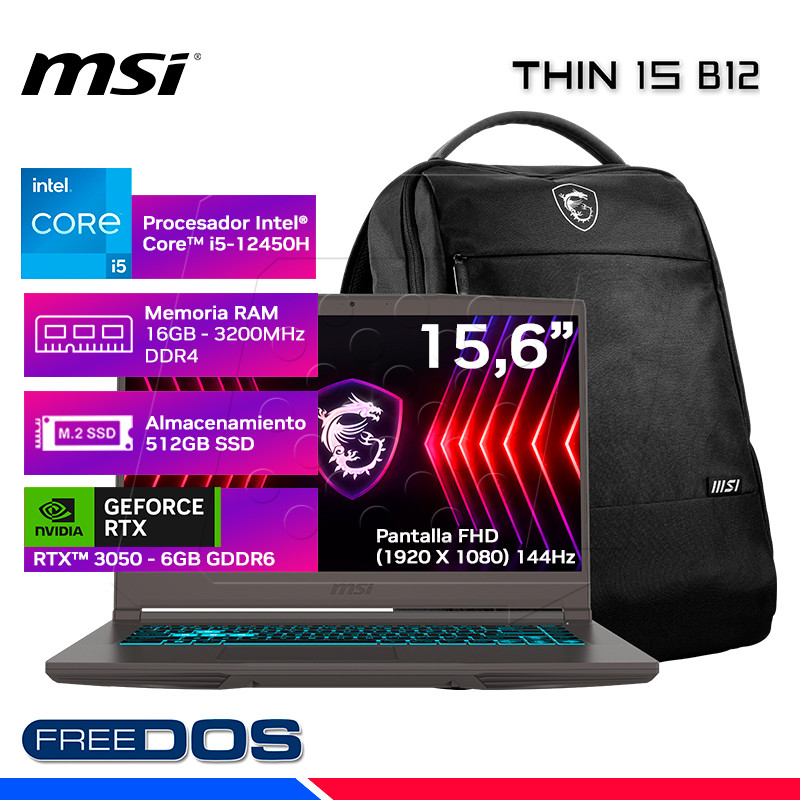 msi®
THIN 15 B12
intel.
CORE
i5
Procesador Intel®
Core™ i5-12450H
Memoria RAM
16GB - 3200MHz
DDR4
15,6”
M.2 SSD
Almacenamiento
512GB SSD
NVIDIA
GEFORCE
RTX
RTX™ 3050 - 6GB GDDR6
Pantalla FHD
(1920 X 1080) 144Hz
msi
msi
FREEDOS